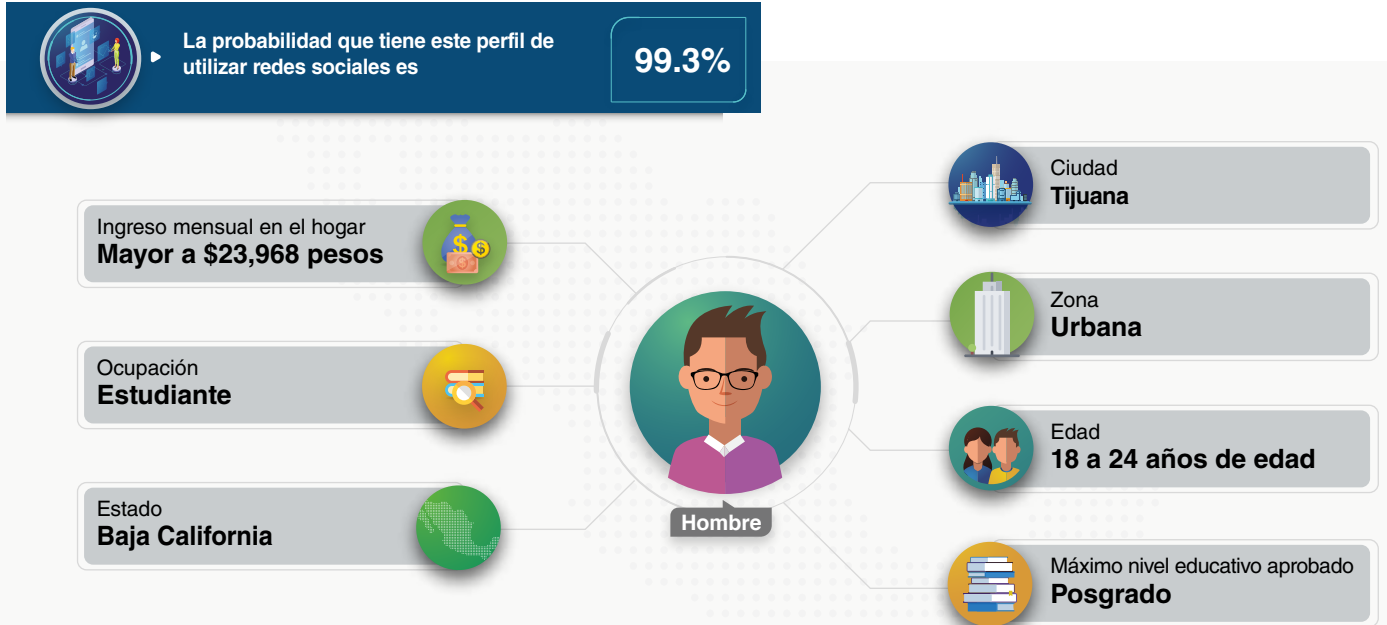 La probabilidad que tiene este perfil de
utilizar redes sociales es
99.3%
Ingreso mensual en el hogar
Mayor a $23,968 pesos
Ocupación
Estudiante
Estado
Baja California
Hombre
Ciudad
Tijuana
Zona
Urbana
Edad
18 a 24 años de edad
Máximo nivel educativo aprobado
Posgrado